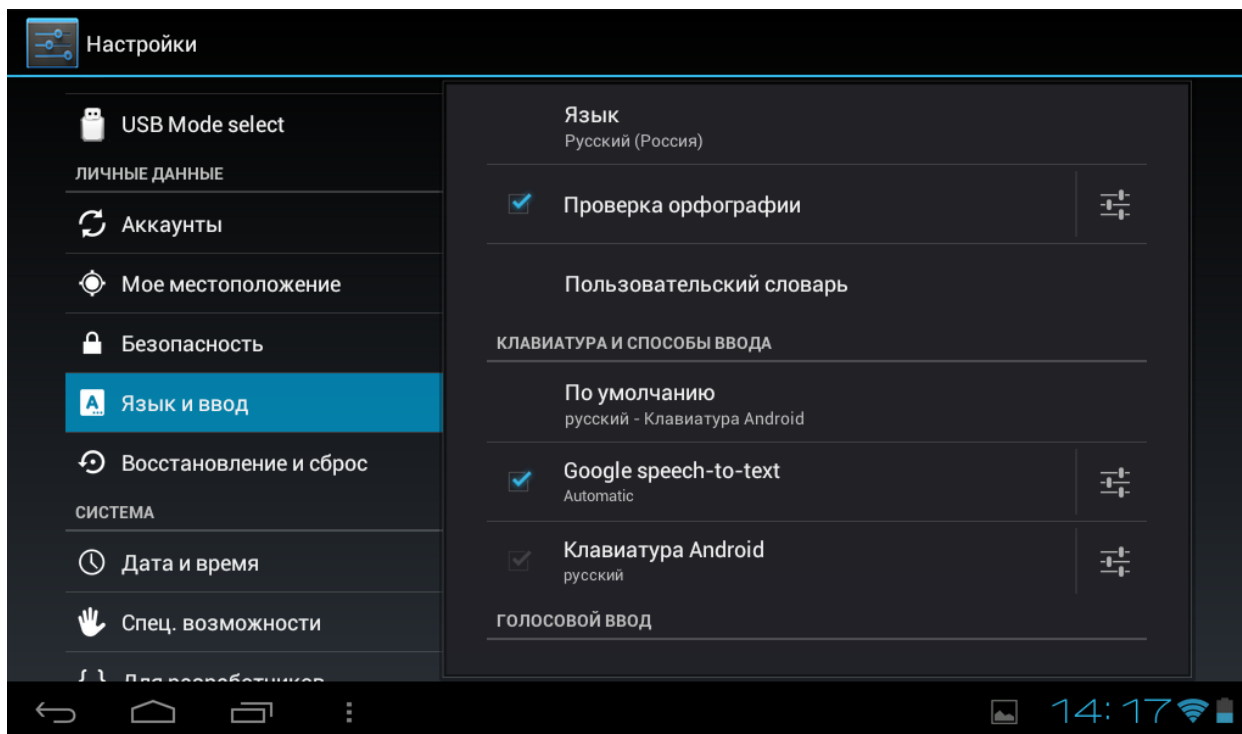 Настройки
USB Mode select
ЛИЧНЫЕ ДАННЫЕ
Аккаунты
Мое местоположение
Безопасность
Язык и ввод
Восстановление и сброс
СИСТЕМА
Дата и время
Спец. возможности
Для разработчиков
Язык
Русский (Россия)
Проверка орфографии
Пользовательский словарь
КЛАВИАТУРА И СПОСОБЫ ВВОДА
По умолчанию
русский - Клавиатура Android
Google speech-to-text
Automatic
Клавиатура Android
русский
ГОЛОСОВОЙ ВВОД
14:17